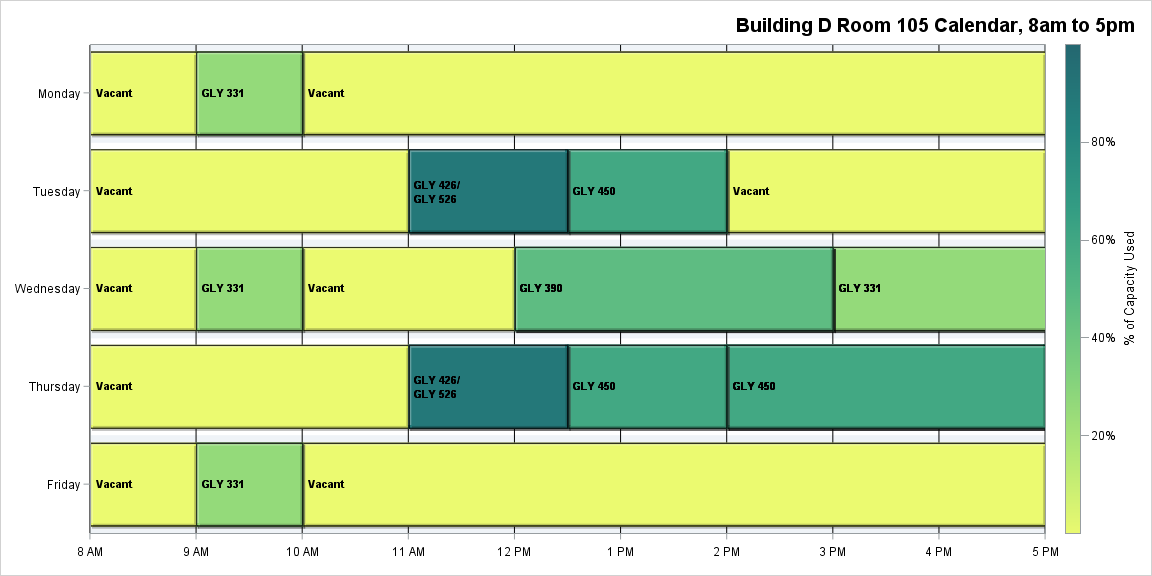 Building D Room 105 Calendar, 8am to 5pm
Monday
Vacant
GLY 331
Vacant
Tuesday
Vacant
GLY 426/
GLY 526
GLY 450
Vacant
Wednesday
Vacant
GLY 331
Vacant
GLY 390
GLY 331
Thursday
Vacant
GLY 426/
GLY 526
GLY 450
GLY 450
Friday
Vacant
GLY 331
Vacant
8 AM
9 AM
10 AM
11 AM
12 PM
1 PM
2 PM
3 PM
4 PM
5 PM
80%
60%
40%
20%
% of Capacity Used